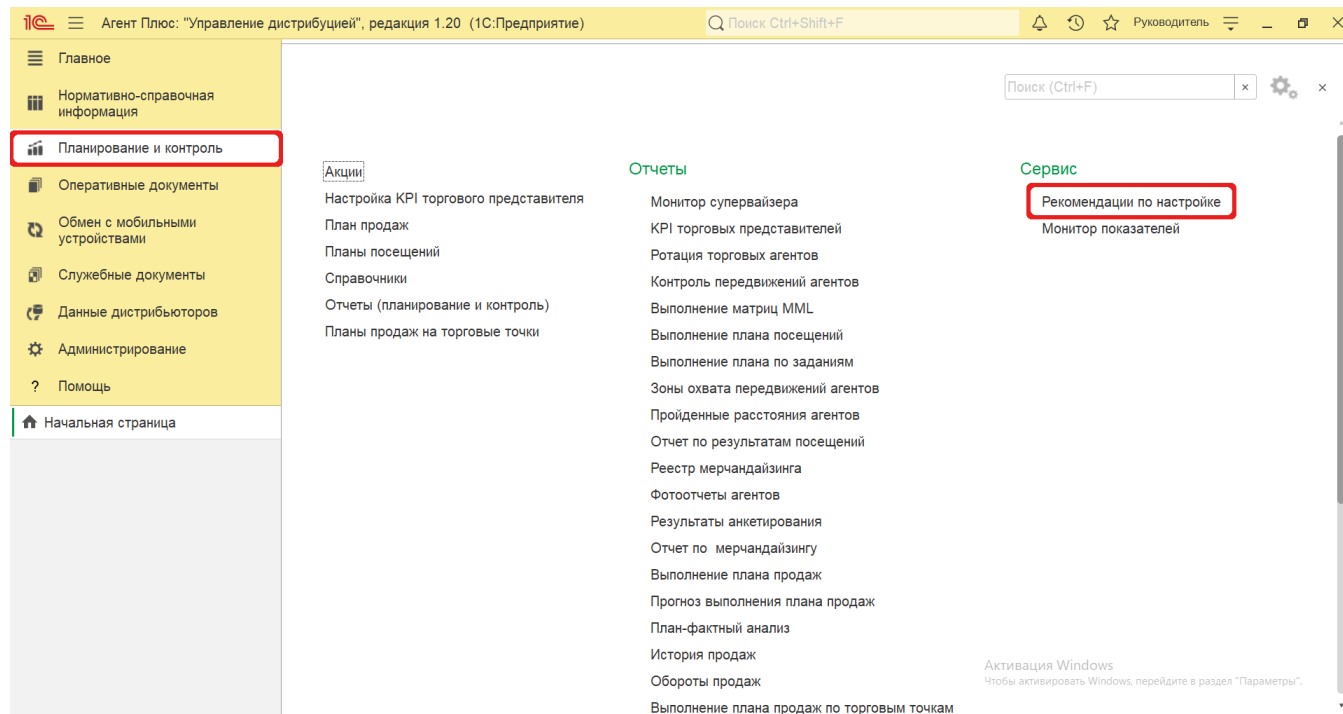 1С Агент Плюс: "Управление дистрибуцией", редакция 1.20 (1С:Предприятие) Поиск Ctrl+Shift+F Руководитель
Главное
Нормативно-справочная
информация
Планирование и контроль
Оперативные документы
Обмен с мобильными
устройствами
Служебные документы
Данные дистрибьюторов
Администрирование
? Помощь
Начальная страница
Поиск (Ctrl+F) ×
Акции
Настройка KPI торгового представителя
План продаж
Планы посещений
Справочники
Отчеты (планирование и контроль)
Планы продаж на торговые точки
Отчеты
Монитор супервайзера
KPI торговых представителей
Ротация торговых агентов
Контроль передвижений агентов
Выполнение матриц MML
Выполнение плана посещений
Выполнение плана по заданиям
Зоны охвата передвижений агентов
Пройденные расстояния агентов
Отчет по результатам посещений
Реестр мерчандайзинга
Фотоотчеты агентов
Результаты анкетирования
Отчет по мерчандайзингу
Выполнение плана продаж
Прогноз выполнения плана продаж
План-фактный анализ
История продаж
Обороты продаж
Выполнение плана продаж по торговым точкам
Сервис
Рекомендации по настройке
Монитор показателей
Активация Windows
Чтобы активировать Windows, перейдите в раздел "Параметры".